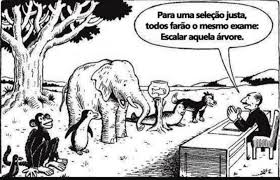 Para uma seleção justa,
todos farão o mesmo exame:
Escalar aquela árvore.